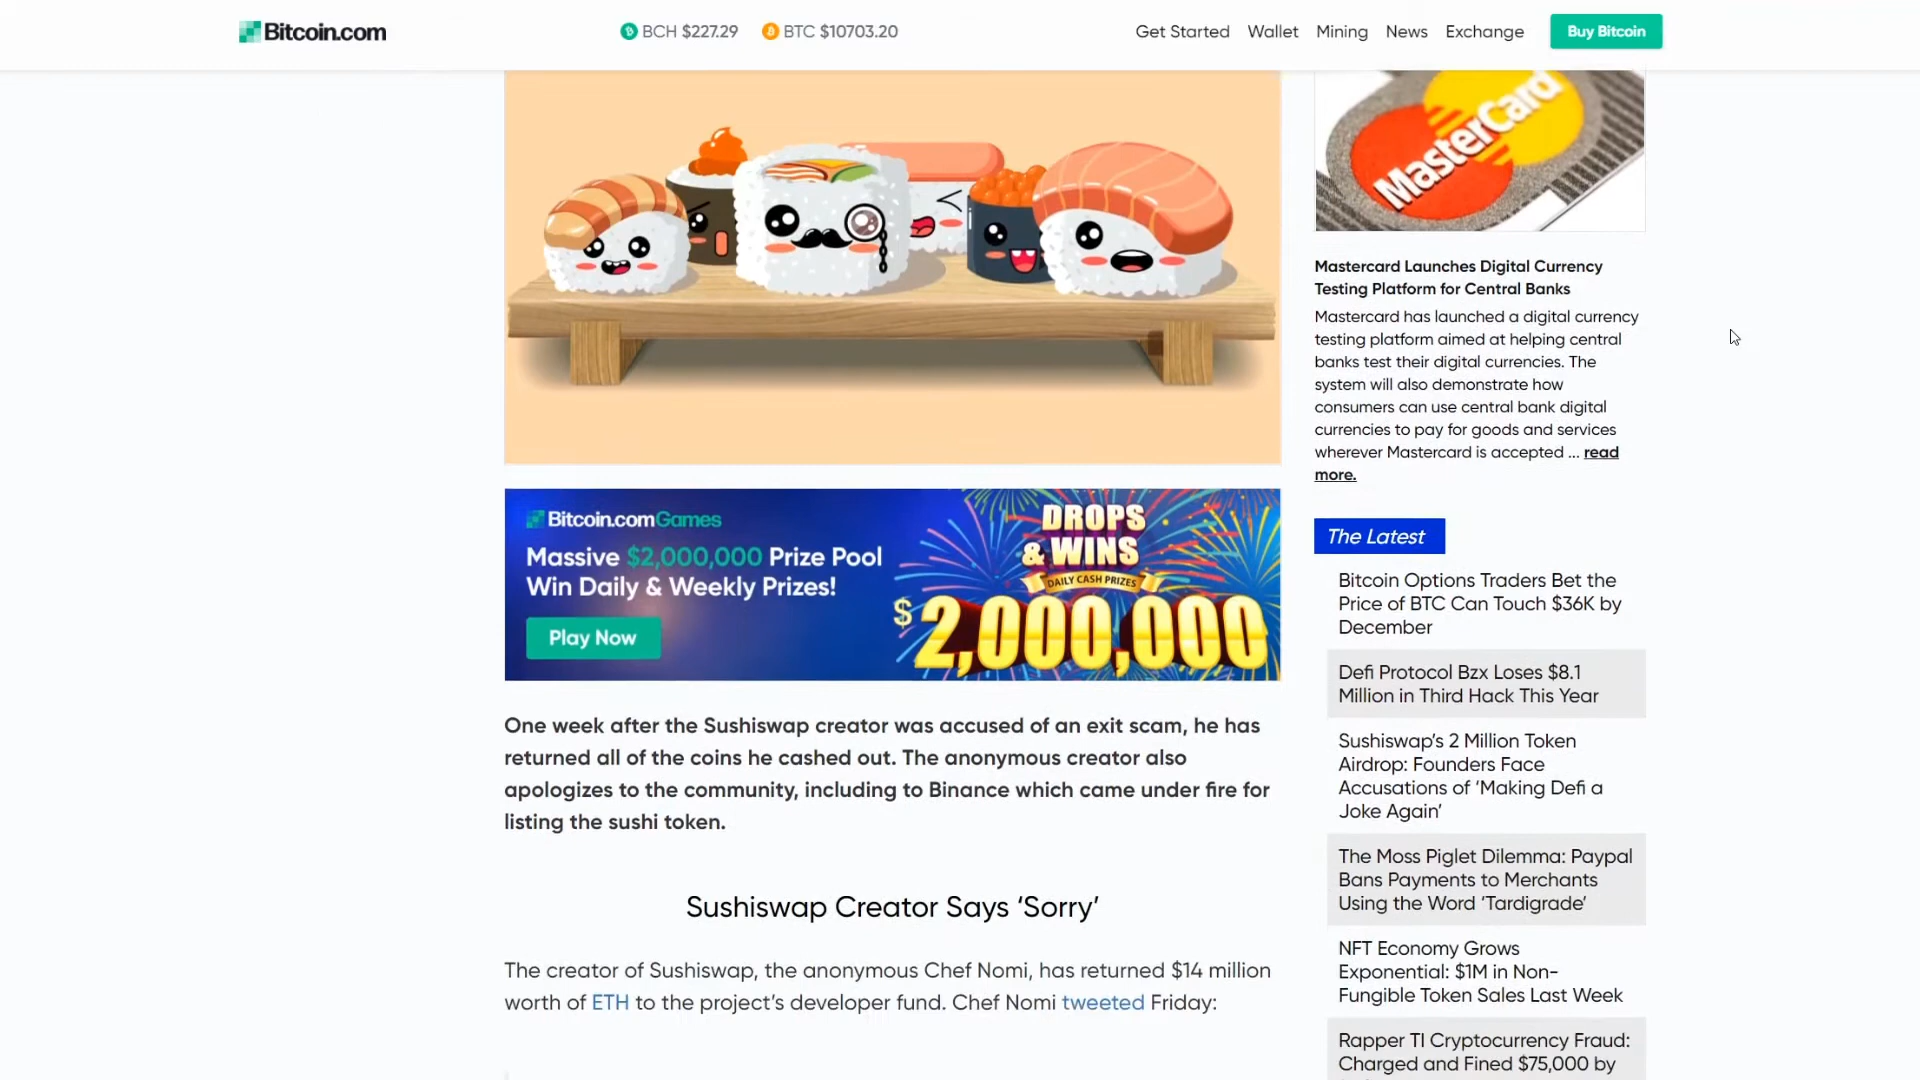 Bitcoin.com
BCH $227.29
BTC $10703.20
Get Started
Wallet
Mining
News
Exchange
Buy Bitcoin
MasterCard
Mastercard Launches Digital Currency
Testing Platform for Central Banks
Mastercard has launched a digital currency
testing platform aimed at helping central
banks test their digital currencies. The
system will also demonstrate how
consumers can use central bank digital
currencies to pay for goods and services
wherever Mastercard is accepted ... read
more.
Bitcoin.comGames
Massive $2,000,000 Prize Pool
Win Daily & Weekly Prizes!
Play Now
DROPS
& WINS
DAILY CASH PRIZES
$2,000,000
One week after the Sushiswap creator was accused of an exit scam, he has
returned all of the coins he cashed out. The anonymous creator also
apologizes to the community, including to Binance which came under fire for
listing the sushi token.
Sushiswap Creator Says ‘Sorry’
The creator of Sushiswap, the anonymous Chef Nomi, has returned $14 million
worth of ETH to the project’s developer fund. Chef Nomi tweeted Friday:
The Latest
Bitcoin Options Traders Bet the
Price of BTC Can Touch $36K by
December
Defi Protocol Bzx Loses $8.1
Million in Third Hack This Year
Sushiswap’s 2 Million Token
Airdrop: Founders Face
Accusations of ‘Making Defi a
Joke Again’
The Moss Piglet Dilemma: Paypal
Bans Payments to Merchants
Using the Word ‘Tardigrade’
NFT Economy Grows
Exponential: $1M in Non-
Fungible Token Sales Last Week
Rapper TI Cryptocurrency Fraud:
Charged and Fined $75,000 by